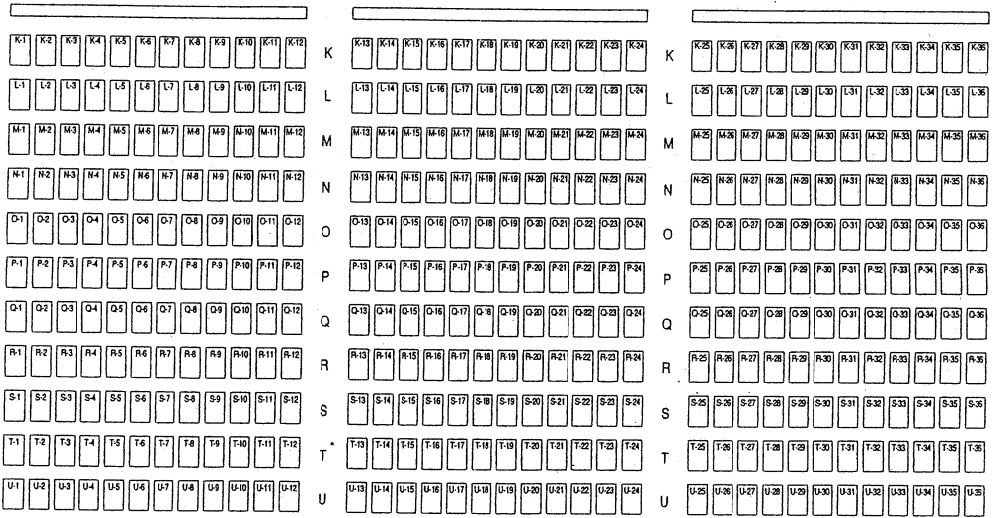 K-1 K-2 K-3 K-4 K-5 K-6 K-7 K-8 K-9 K-10 K-11 K-12 K K-13 K-14 K-15 K-16 K-17 K-18 K-19 K-20 K-21 K-22 K-23 K-24 K K-25 K-26 K-27 K-28 K-29 K-30 K-31 K-32 K-33 K-34 K-35 K-36
L-1 L-2 L-3 L-4 L-5 L-6 L-7 L-8 L-9 L-10 L-11 L-12 L L-13 L-14 L-15 L-16 L-17 L-18 L-19 L-20 L-21 L-22 L-23 L-24 L L-25 L-26 L-27 L-28 L-29 L-30 L-31 L-32 L-33 L-34 L-35 L-36
M-1 M-2 M-3 M-4 M-5 M-6 M-7 M-8 M-9 N-10 M-11 M-12 M M-13 M-14 M-15 M-16 M-17 M-18 M-19 M-20 M-21 M-22 M-23 M-24 M M-25 M-26 M-27 M-28 M-29 M-30 M-31 M-32 M-33 M-34 M-35 M-36
N-1 N-2 N-3 N-4 N-5 N-6 N-7 N-8 N-9 N-10 N-11 N-12 N N-13 N-14 N-15 N-16 N-17 N-18 N-19 N-20 N-21 N-22 N-23 N-24 N N-25 N-26 N-27 N-28 N-29 N-30 N-31 N-32 N-33 N-34 N-35 N-36
O-1 O-2 O-3 O-4 O-5 O-6 O-7 O-8 O-9 O-10 O-11 O-12 O O-13 O-14 O-15 O-16 O-17 O-18 O-19 O-20 O-21 O-22 O-23 O-24 O O-25 O-26 O-27 O-28 O-29 O-30 O-31 O-32 O-33 O-34 O-35 O-36
P-1 P-2 P-3 P-4 P-5 P-6 P-7 P-8 P-9 P-10 P-11 P-12 P P-13 P-14 P-15 P-16 P-17 P-18 P-19 P-20 P-21 P-22 P-23 P-24 P P-25 P-26 P-27 P-28 P-29 P-30 P-31 P-32 P-33 P-34 P-35 P-36
Q-1 Q-2 Q-3 Q-4 Q-5 Q-6 Q-7 Q-8 Q-9 Q-10 Q-11 Q-12 Q Q-13 Q-14 Q-15 Q-16 Q-17 Q-18 Q-19 Q-20 Q-21 Q-22 Q-23 Q-24 Q Q-25 Q-26 Q-27 Q-28 Q-29 Q-30 Q-31 Q-32 Q-33 Q-34 Q-35 Q-36
R-1 R-2 R-3 R-4 R-5 R-6 R-7 R-8 R-9 R-10 R-11 R-12 R R-13 R-14 R-15 R-16 R-17 R-18 R-19 R-20 R-21 R-22 R-23 R-24 R R-25 R-26 R-27 R-28 R-29 R-30 R-31 R-32 R-33 R-34 R-35 R-36
S-1 S-2 S-3 S-4 S-5 S-6 S-7 S-8 S-9 S-10 S-11 S-12 S S-13 S-14 S-15 S-16 S-17 S-18 S-19 S-20 S-21 S-22 S-23 S-24 S S-25 S-26 S-27 S-28 S-29 S-30 S-31 S-32 S-33 S-34 S-35 S-36
T-1 T-2 T-3 T-4 T-5 T-6 T-7 T-8 T-9 T-10 T-11 T-12 T T-13 T-14 T-15 T-16 T-17 T-18 T-19 T-20 T-21 T-22 T-23 T-24 T T-25 T-26 T-27 T-28 T-29 T-30 T-31 T-32 T-33 T-34 T-35 T-36
U-1 U-2 U-3 U-4 U-5 U-6 U-7 U-8 U-9 U-10 U-11 U-12 U U-13 U-14 U-15 U-16 U-17 U-18 U-19 U-20 U-21 U-22 U-23 U-24 U U-25 U-26 U-27 U-28 U-29 U-30 U-31 U-32 U-33 U-34 U-35 U-36